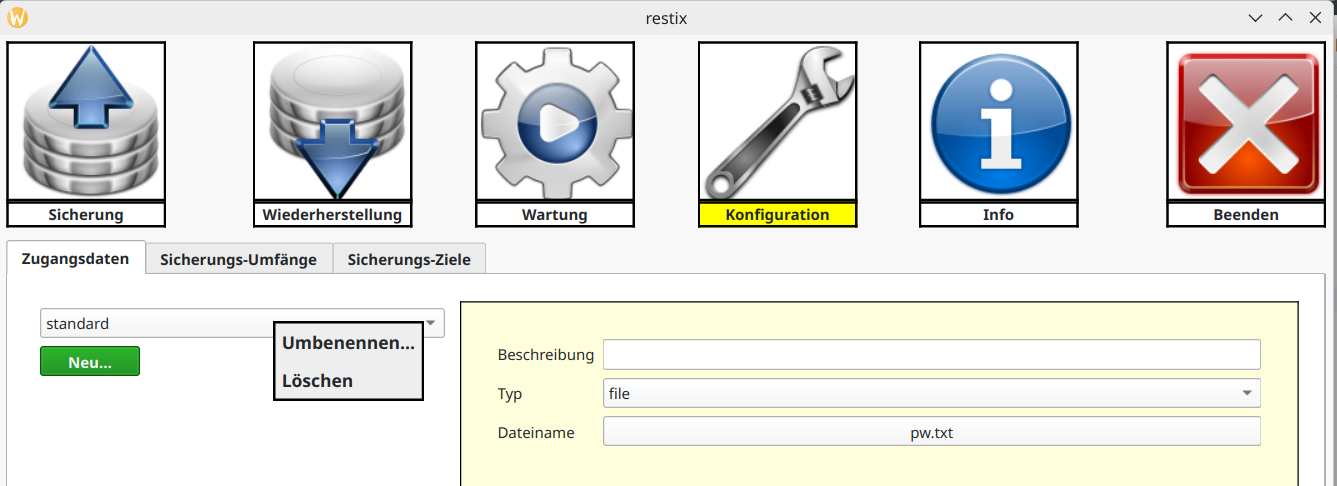 W
restix
Sicherung
Wiederherstellung
Wartung
Konfiguration
Info
Beenden
Zugangsdaten
Sicherungs-Umfänge
Sicherungs-Ziele
standard
Umbenennen...
Löschen
Neu...
Beschreibung
Typ
file
Dateiname
pw.txt